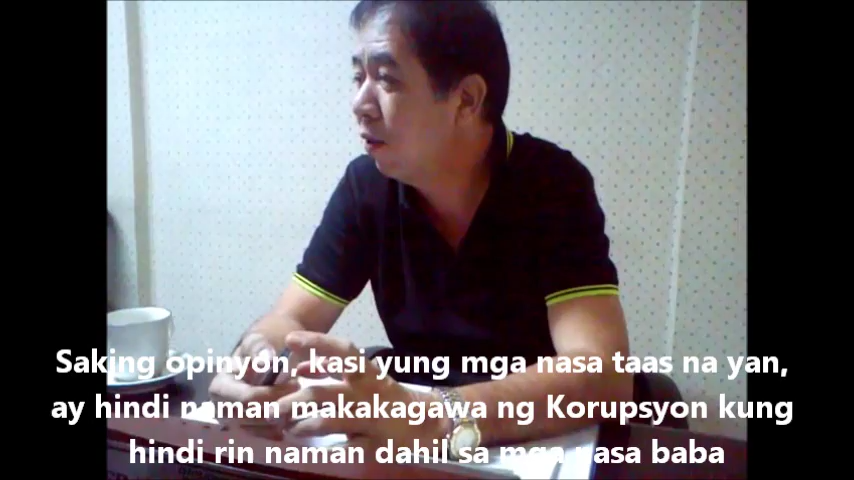 Saking opinyon, kasi yung mga nasa taas na yan,
ay hindi naman makakagawa ng Korupsyon kung
hindi rin naman dahil sa mga nasa baba